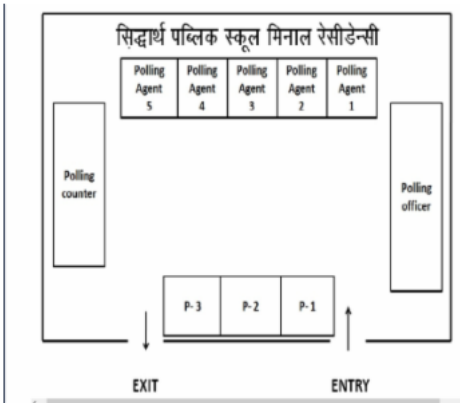 सिद्धार्थ पब्लिक स्कूल मिनाल रेसीडेन्सी
Polling Agent 5
Polling Agent 4
Polling Agent 3
Polling Agent 2
Polling Agent 1
Polling counter
Polling officer
P-3
P-2
P-1
EXIT
ENTRY